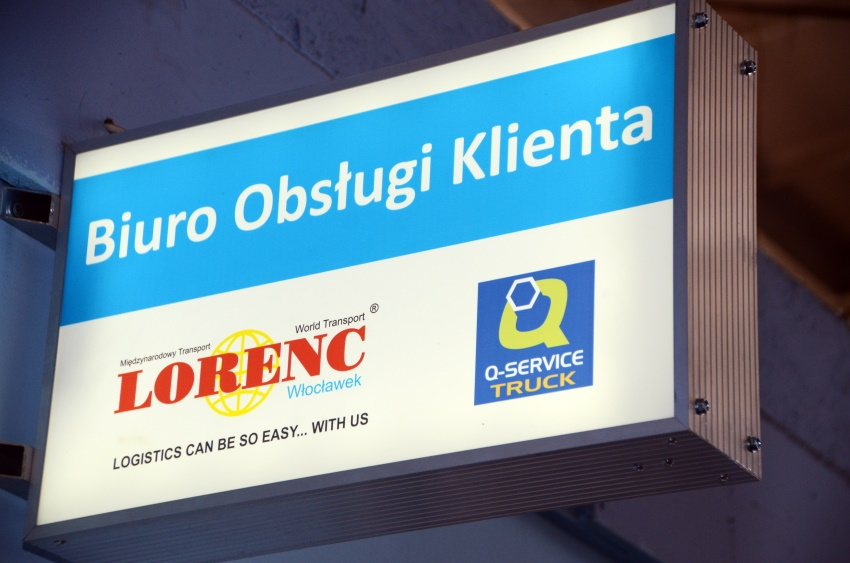 Biuro Obsługi Klienta
Międzynarodowy Transport
World Transport ®
LORENC
Włocławek
LOGISTICS CAN BE SO EASY... WITH US
Q
Q-SERVICE
TRUCK